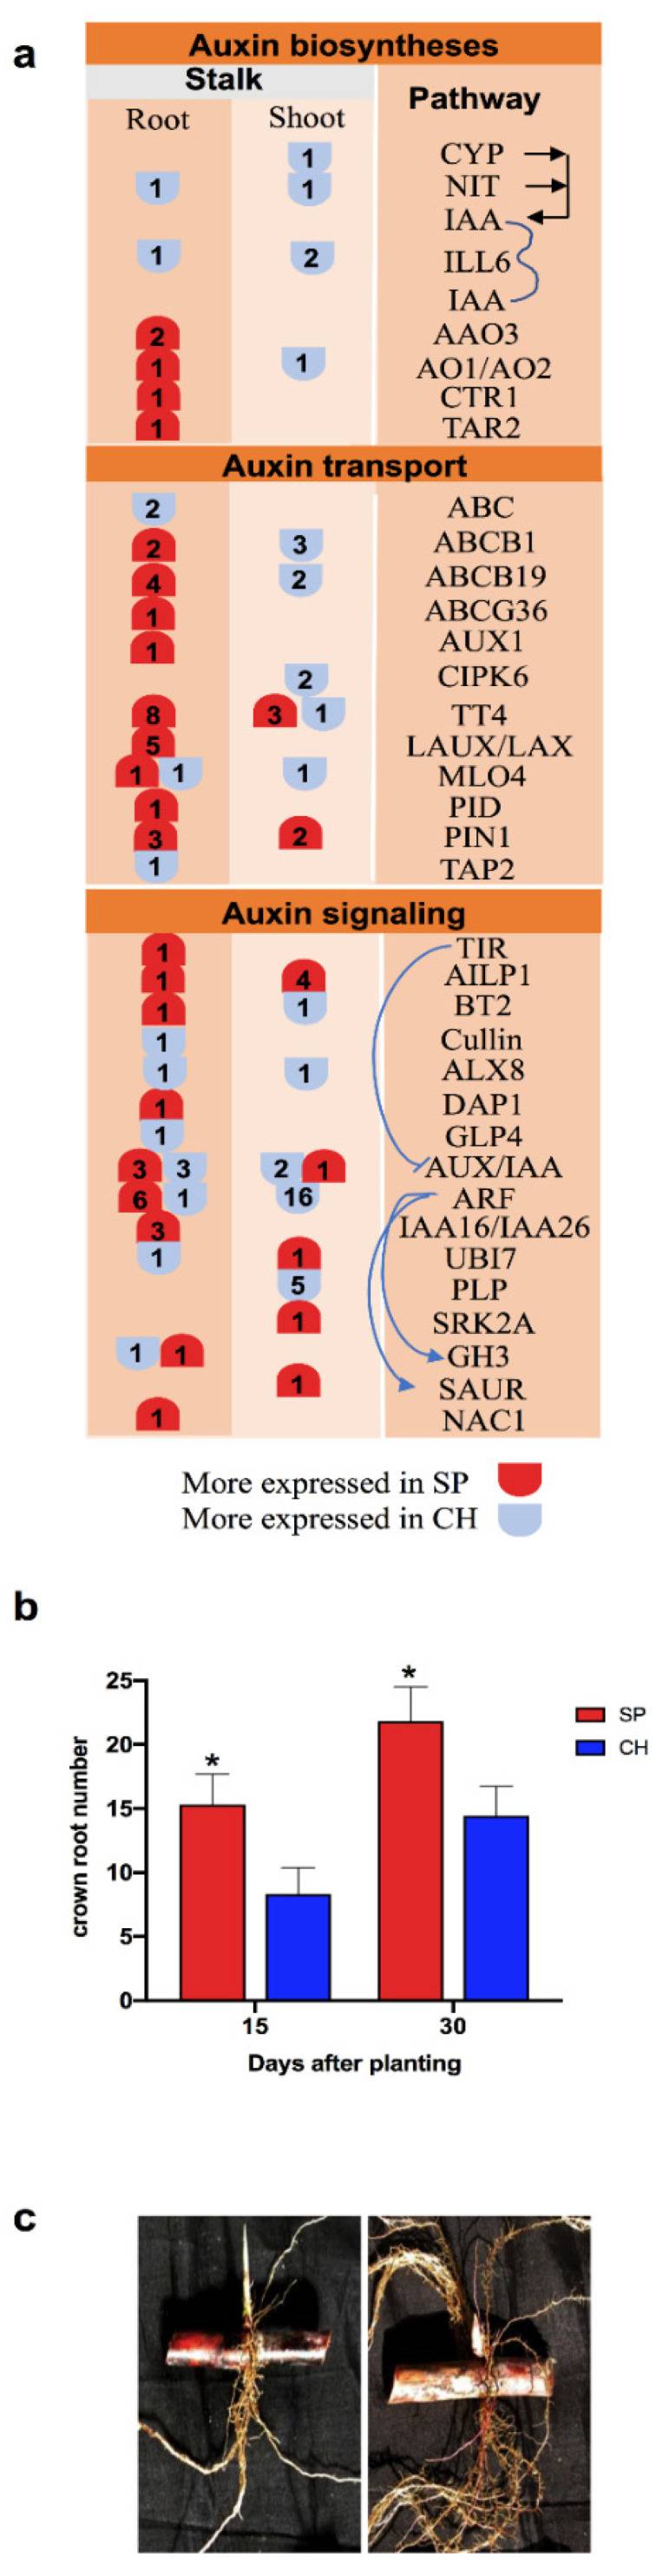 a
Auxin biosyntheses
Stalk
Pathway
Root Shoot
1 CYP
1 1 NIT
IAA
1 2 ILL6
IAA
2 AAO3
1 1 AO1/AO2
1 CTR1
1 TAR2
Auxin transport
2 ABC
2 3 ABCB1
4 2 ABCB19
1 ABCG36
1 AUX1
2 CIPK6
8 3 1 TT4
5 LAUX/LAX
1 1 1 MLO4
1 PID
3 2 PIN1
1 TAP2
Auxin signaling
1 TIR
1 4 AILP1
1 1 BT2
1 Cullin
1 1 ALX8
1 DAP1
1 GLP4
3 3 2 1 AUX/IAA
6 1 16 ARF
3 IAA16/IAA26
1 1 UBI7
5 PLP
1 SRK2A
1 1 GH3
1 SAUR
1 NAC1
More expressed in SP
More expressed in CH
b
25
20
15
10
5
0
crown root number
* *
SP
CH
15 30
Days after planting
c